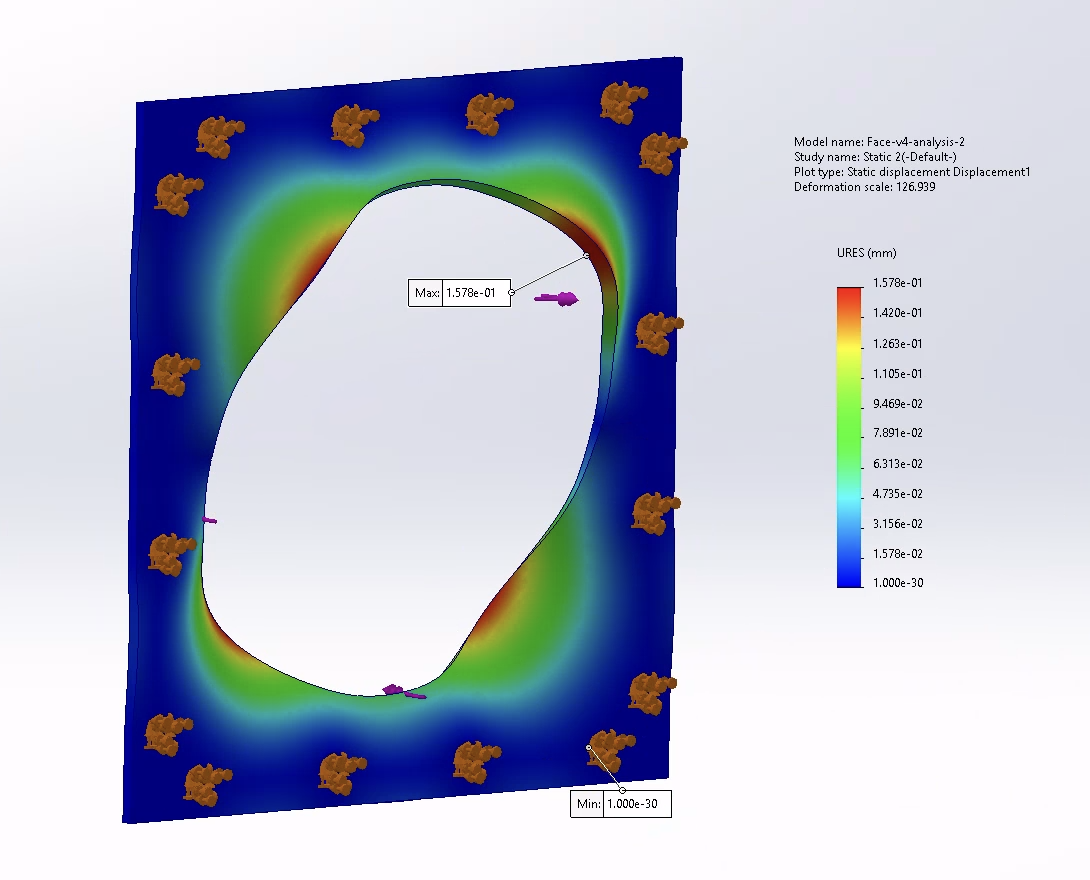 Model name: Face-v4-analysis-2
Study name: Static 2(-Default-)
Plot type: Static displacement Displacement1
Deformation scale: 126.939
URES (mm)
1.578e-01
1.420e-01
1.263e-01
1.105e-01
9.469e-02
7.891e-02
6.313e-02
4.735e-02
3.156e-02
1.578e-02
1.000e-30
Max: 1.578e-01
Min: 1.000e-30